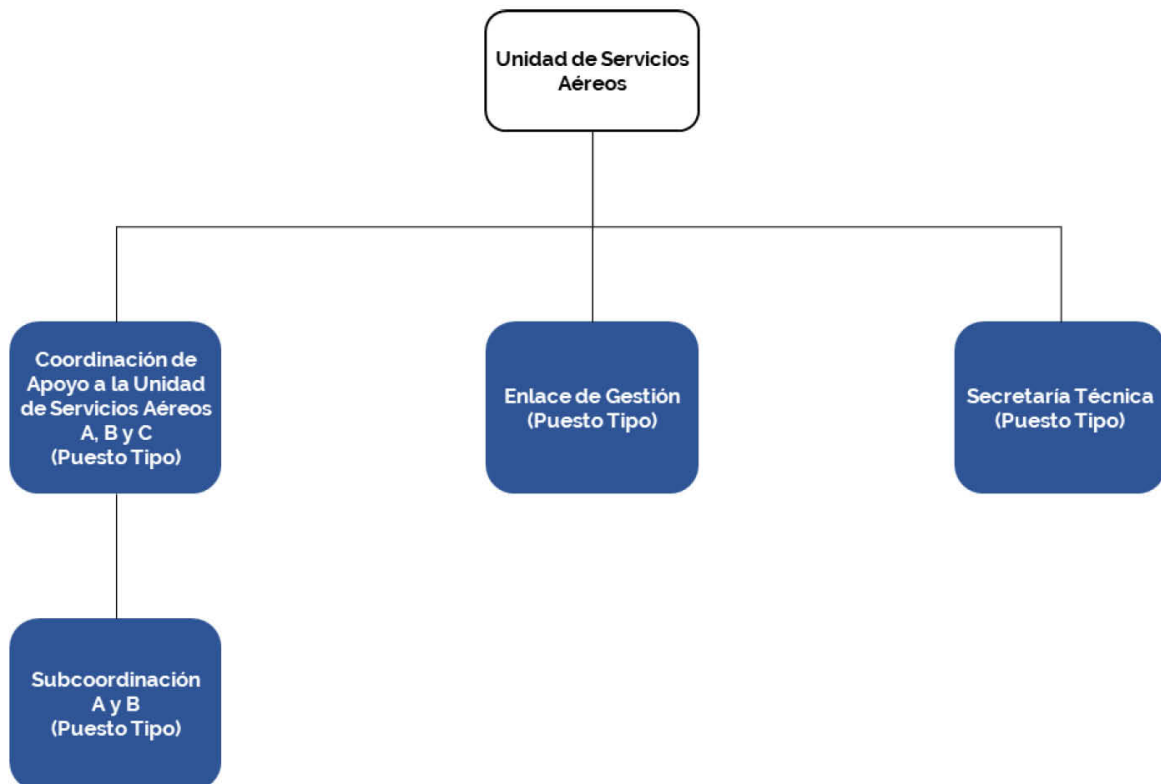 Unidad de Servicios
Aéreos
Coordinación de
Apoyo a la Unidad
de Servicios Aéreos
A, B y C
(Puesto Tipo)
Enlace de Gestión
(Puesto Tipo)
Secretaría Técnica
(Puesto Tipo)
Subcoordinación
A y B
(Puesto Tipo)